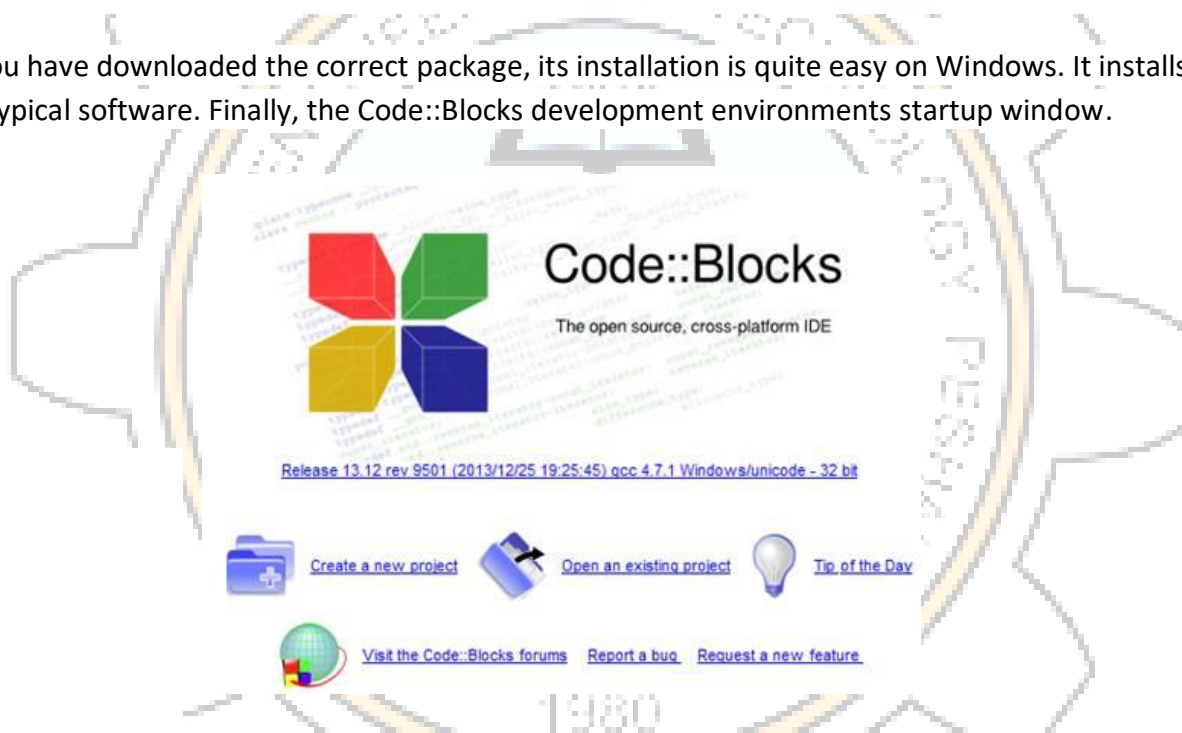 ou have downloaded the correct package, its installation is quite easy on Windows. It installs
ypical software. Finally, the Code::Blocks development environments startup window.
Code::Blocks
The open source, cross-platform IDE
Release 13.12 rev 9501 (2013/12/25 19:25:45) gcc 4.7.1 Windows/unicode - 32 bit
Create a new project
Open an existing project
Tip of the Day
Visit the Code::Blocks forums
Report a bug
Request a new feature
1980